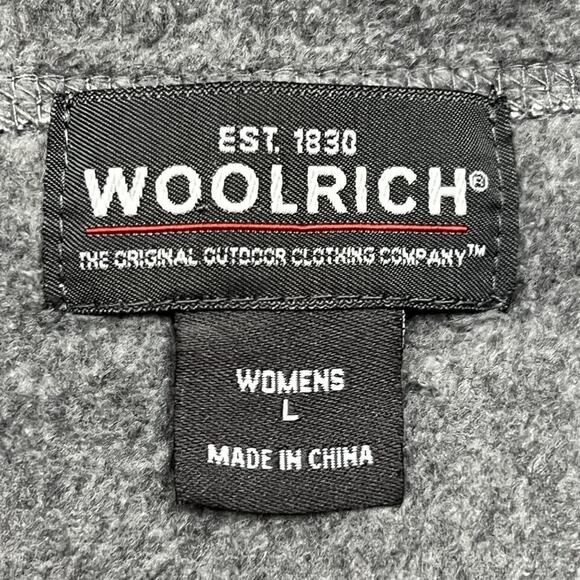 EST. 1830
WOOLRICH®
THE ORIGINAL OUTDOOR CLOTHING COMPANY™
WOMENS
L
MADE IN CHINA